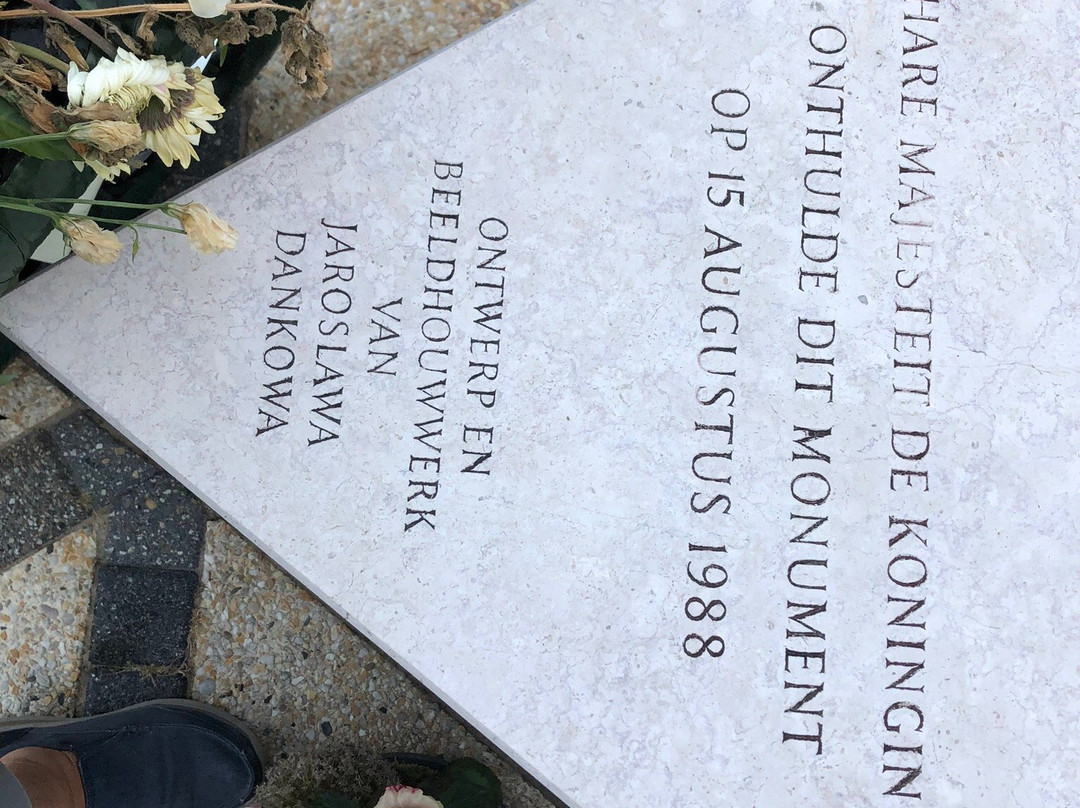 HARE MAJESTEIT DE KONINGIN
ONTHULDE DIT MONUMENT
OP 15 AUGUSTUS 1988
ONTWERP EN
BEELDHOUWWERK
VAN
JAROSLAWA
DANKOWA